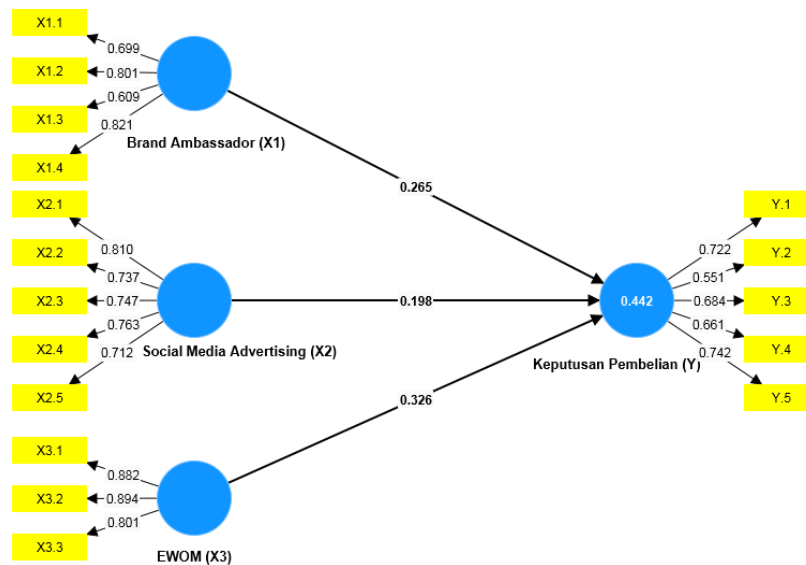 X1.1
0.699
X1.2
0.801
X1.3
0.609
X1.4
0.821
Brand Ambassador (X1)
0.265
X2.1
0.810
X2.2
0.737
X2.3
0.747
X2.4
0.763
X2.5
0.712
Social Media Advertising (X2)
0.198
X3.1
0.882
X3.2
0.894
X3.3
0.801
EWOM (X3)
0.326
0.442
Keputusan Pembelian (Y)
Y.1
0.722
Y.2
0.551
Y.3
0.684
Y.4
0.661
Y.5
0.742